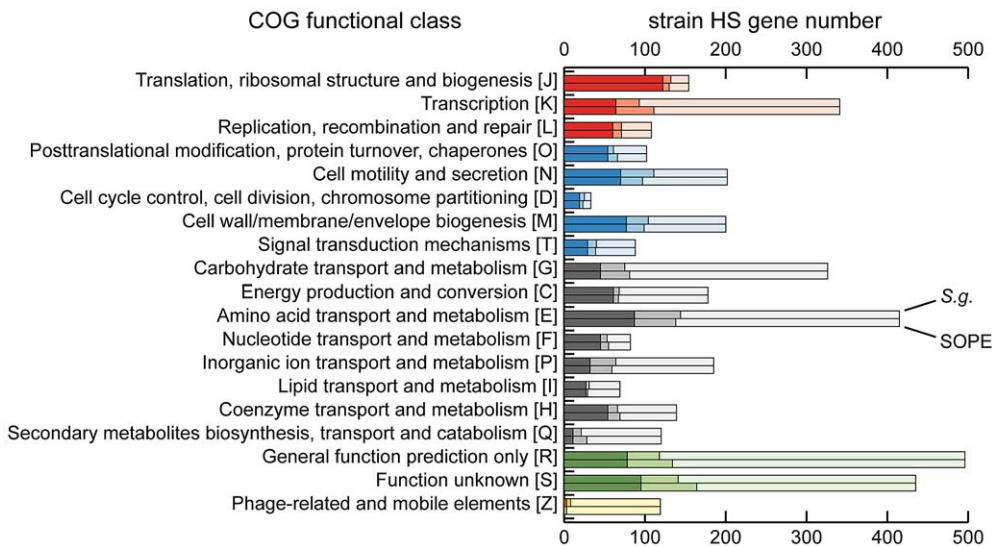 COG functional class
strain HS gene number
0 100 200 300 400 500
Translation, ribosomal structure and biogenesis [J]
Transcription [K]
Replication, recombination and repair [L]
Posttranslational modification, protein turnover, chaperones [O]
Cell motility and secretion [N]
Cell cycle control, cell division, chromosome partitioning [D]
Cell wall/membrane/envelope biogenesis [M]
Signal transduction mechanisms [T]
Carbohydrate transport and metabolism [G]
Energy production and conversion [C]
S.g.
Amino acid transport and metabolism [E]
SOPE
Nucleotide transport and metabolism [F]
Inorganic ion transport and metabolism [P]
Lipid transport and metabolism [I]
Coenzyme transport and metabolism [H]
Secondary metabolites biosynthesis, transport and catabolism [Q]
General function prediction only [R]
Function unknown [S]
Phage-related and mobile elements [Z]
0 100 200 300 400 500